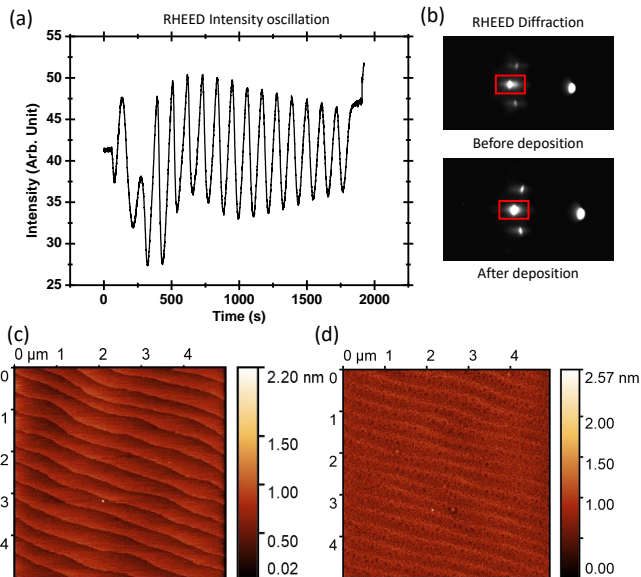 (a)
RHEED Intensity oscillation
55
50
45
40
35
30
25
Intensity (Arb. Unit)
0 500 1000 1500 2000
Time (s)
(b)
RHEED Diffraction
Before deposition
After deposition
(c)
0 µm 1 2 3 4
0
1
2
3
4
2.20 nm
1.50
1.00
0.50
0.02
(d)
0 µm 1 2 3 4
0
1
2
3
4
2.57 nm
2.00
1.50
1.00
0.00